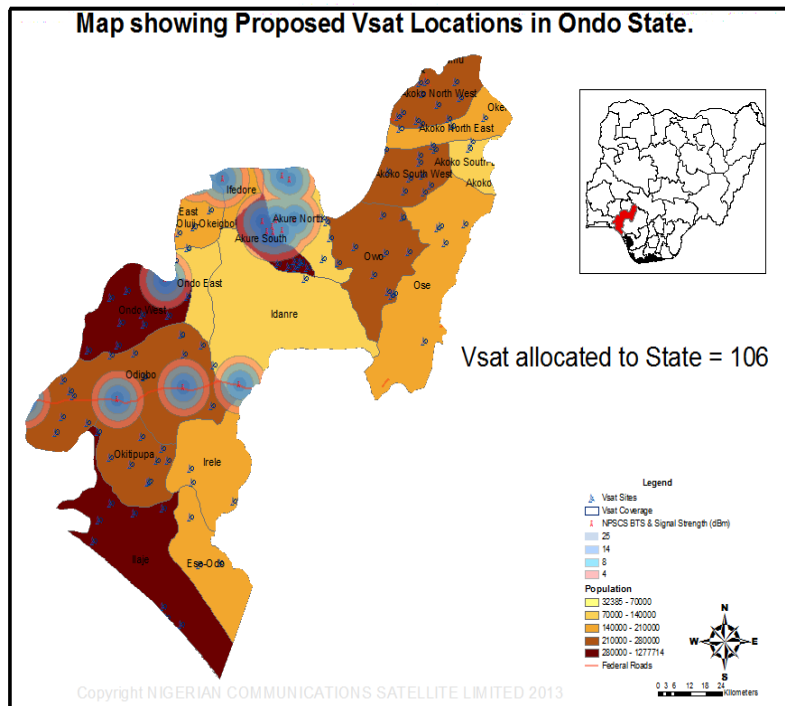 Map showing Proposed Vsat Locations in Ondo State.
Akoko North West
Oke
Akoko North East
Akoko South-
Akoko South West
Akoko
Ifedore
East
Oluji-Okeigbo
Akure North
Akure South
Owo
Ose
Ondo East
Idanre
Ondo West
Vsat allocated to State = 106
Odigbo
Okitipupa
Irele
Ilaje
Ese-Odo
Legend
Vsat Sites
Vsat Coverage
NPSCS BTS & Signal Strength (dBm)
25
14
8
4
Population
32385 - 70000
70000 - 140000
140000 - 210000
210000 - 280000
280000 - 1277714
Federal Roads
N
W
E
S
0 3 6 12 18 24
Kilometers
Copyright NIGERIAN COMMUNICATIONS SATELLITE LIMITED 2013